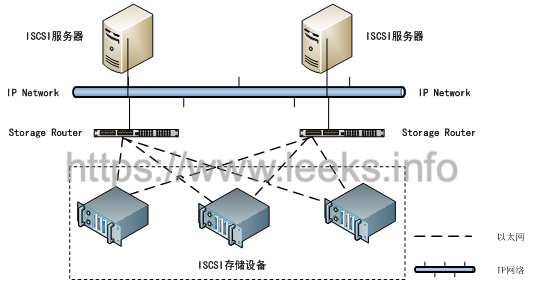 ISCSI服务器
ISCSI服务器
IP Network
IP Network
Storage Router
Storage Router
https://www.leeks.info
ISCSI存储设备
以太网
IP网络